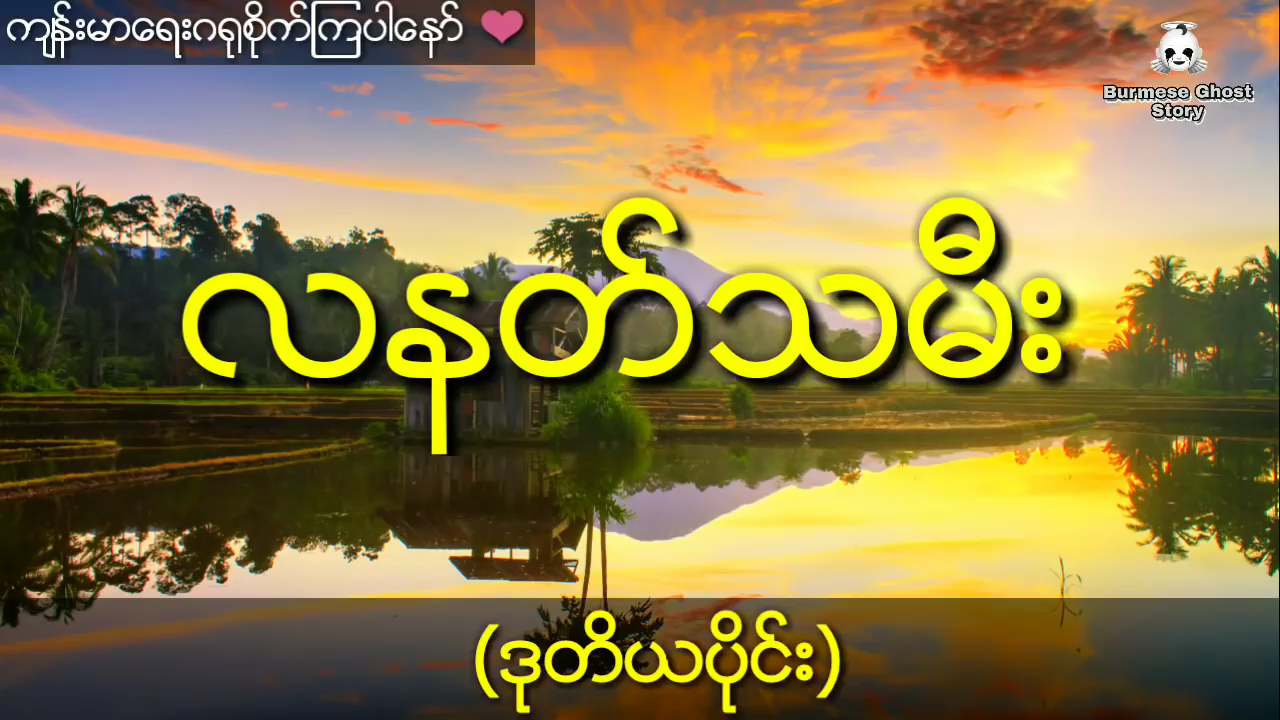 ကျန်းမာရေးဂရုစိုက်ကြပါနော် ❤
Burmese Ghost
Story
လနတ်သမီး
(ဒုတိယပိုင်း)